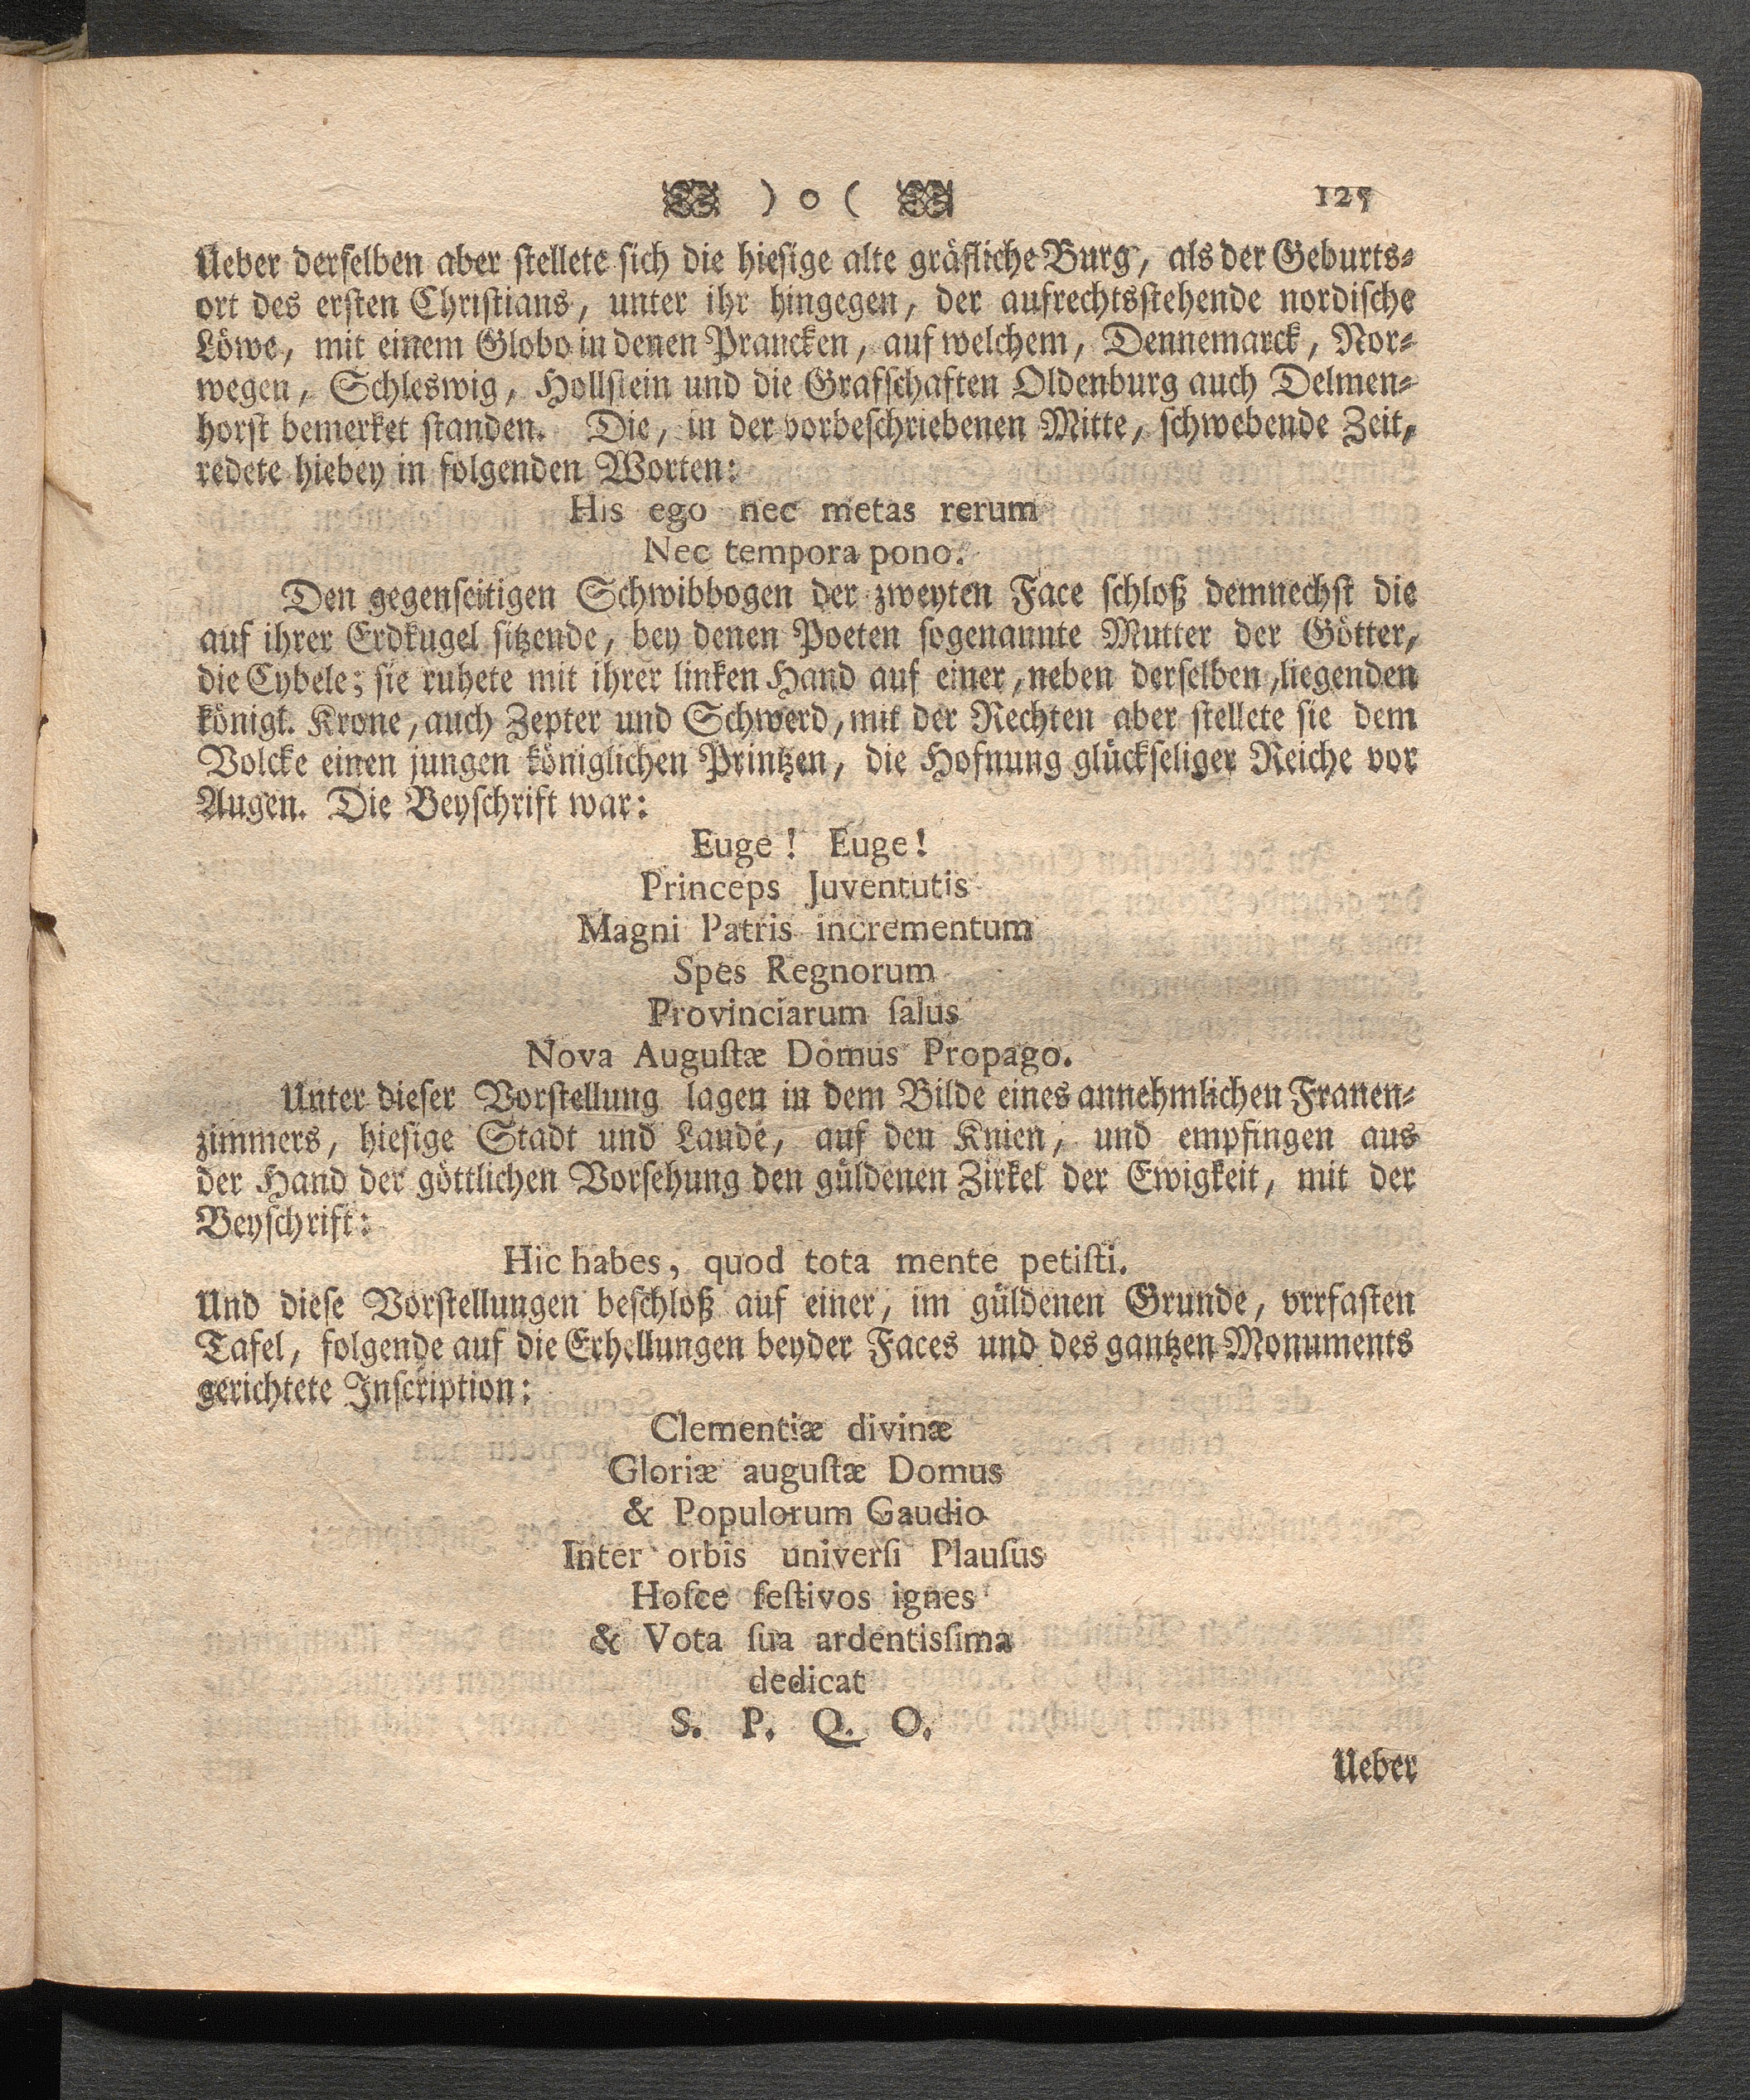 ) o ( 125
Ueber derselben aber stellete sich die hiesige alte gräfliche Burg, als der Geburts-
ort des ersten Christians, unter ihr hingegen, der aufrechtsstehende nordische
Löwe, mit einem Globo in denen Prancken, auf welchem, Dennemarck, Nor-
wegen, Schleswig, Hollstein und die Grafschaften Oldenburg auch Delmen-
horst bemerket standen. Die, in der vorbeschriebenen Mitte, schwebende Zeit,
redete hiebey in folgenden Worten:
His ego nec metas rerum
Nec tempora pono.
Den gegenseitigen Schwibbogen der zweyten Face schloß demnechst die
auf ihrer Erdkugel sitzende, bey denen Poeten sogenannte Mutter der Götter,
die Cybele; sie ruhete mit ihrer linken Hand auf einer, neben derselben, liegenden
königl. Krone, auch Zepter und Schwerd, mit der Rechten aber stellete sie dem
Volcke einen jungen königlichen Printzen, die Hofnung glückseliger Reiche vor
Augen. Die Beyschrift war:
Euge! Euge!
Princeps Juventutis
Magni Patris incrementum
Spes Regnorum
Provinciarum ſalus
Nova Auguſtæ Domus Propago.
Unter dieser Vorstellung lagen in dem Bilde eines annehmlichen Franen-
zimmers, hiesige Stadt und Lande, auf den Knien, und empfingen aus
der Hand der göttlichen Vorsehung den güldenen Zirkel der Ewigkeit, mit der
Beyschrift:
Hic habes, quod tota mente petiſti.
Und diese Vorstellungen beschloß auf einer, im güldenen Grunde, vrrfasten
Tafel, folgende auf die Erhellungen beyder Faces und des gantzen Monuments
gerichtete Inscription:
Clementiæ divinæ
Gloriæ auguſtæ Domus
& Populorum Gaudio
Inter orbis univerſi Plauſus
Hoſce feſtivos ignes
& Vota ſua ardentisſima
dedicat
S. P. Q. O.
Ueber